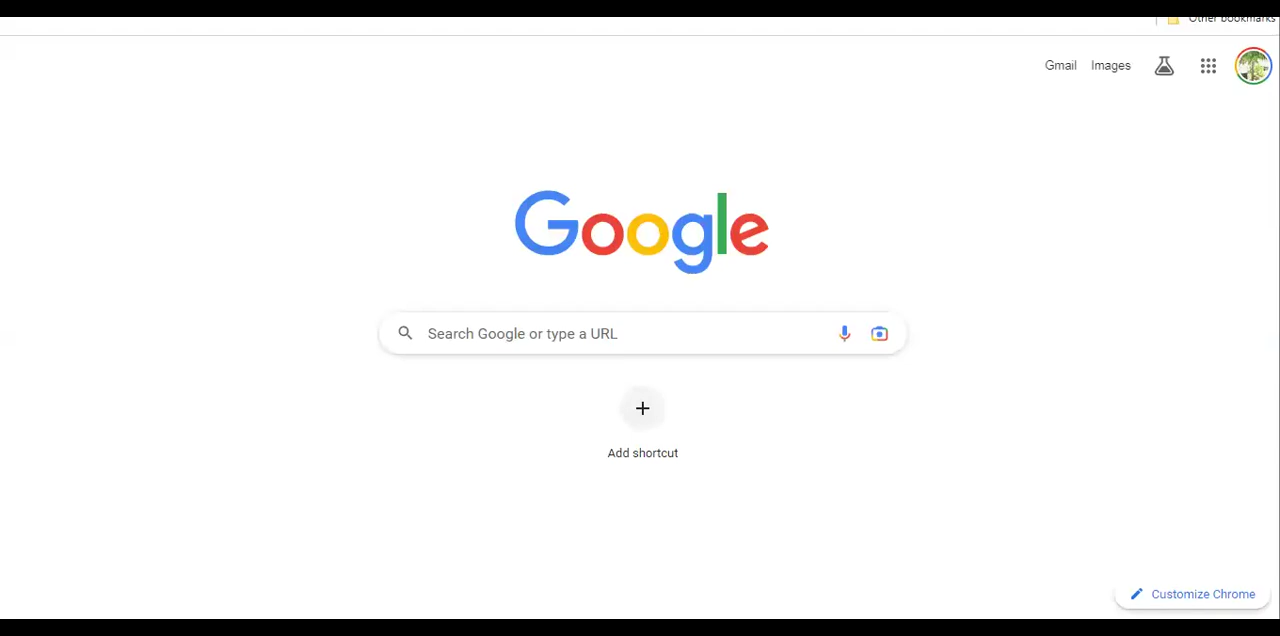 Other bookmarks
Gmail Images
Google
Search Google or type a URL
Add shortcut
Customize Chrome